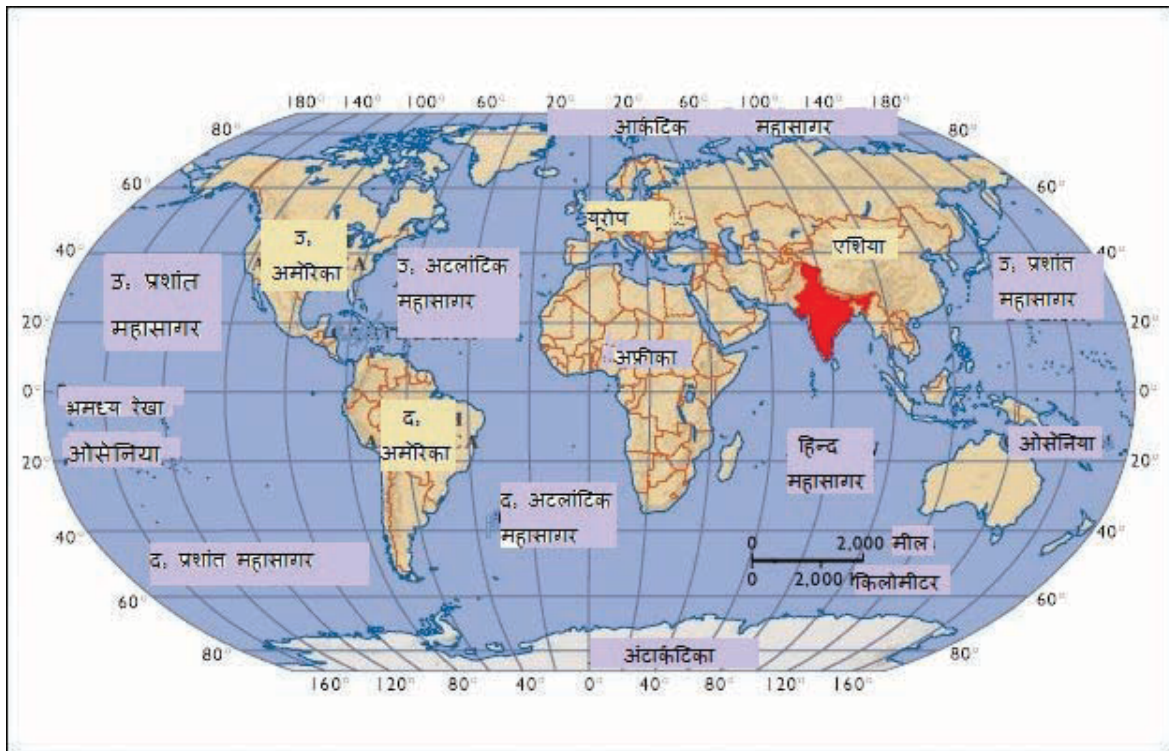 180° 140° 100° 60° 20° 20° 60° 100° 140° 180°
80° आर्कटिक महासागर 80°
60° 60°
यूरोप
उ. अमेरिका
एशिया
40° 40°
उ. प्रशांत महासागर
उ. अटलांटिक महासागर
उ. प्रशांत महासागर
20° 20°
अफ्रीका
0° 0°
भ्रमध्य रेखा
द. अमेरिका
ओसेनिया
हिन्द महासागर
ओसेनिया
20° 20°
द. अटलांटिक महासागर
40° 40°
0 2,000 मील
द. प्रशांत महासागर
0 2,000 किलोमीटर
60° 60°
अंटार्कटिका
80° 80°
160° 120° 80° 40° 0° 40° 80° 120° 160°